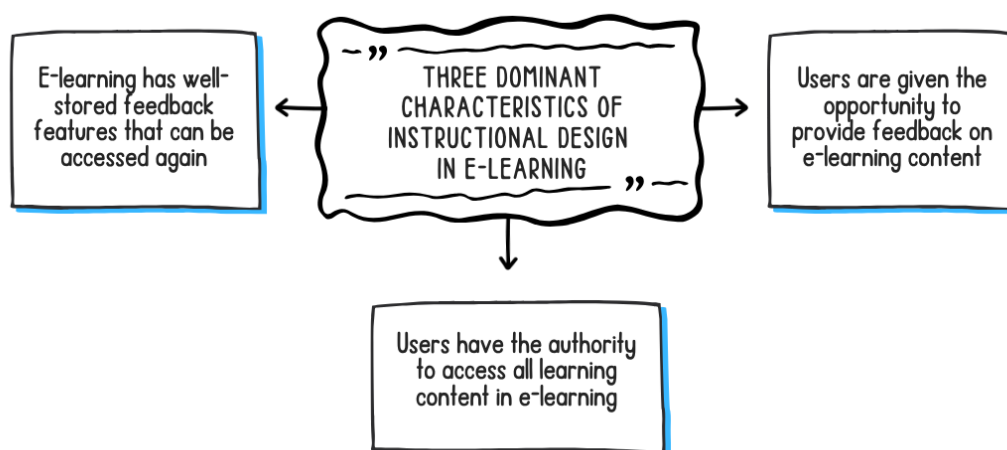 E-learning has well-
stored feedback
features that can be
accessed again
”
THREE DOMINANT
CHARACTERISTICS OF
INSTRUCTIONAL DESIGN
IN E-LEARNING
”
Users are given the
opportunity to
provide feedback on
e-learning content
Users have the authority
to access all learning
content in e-learning